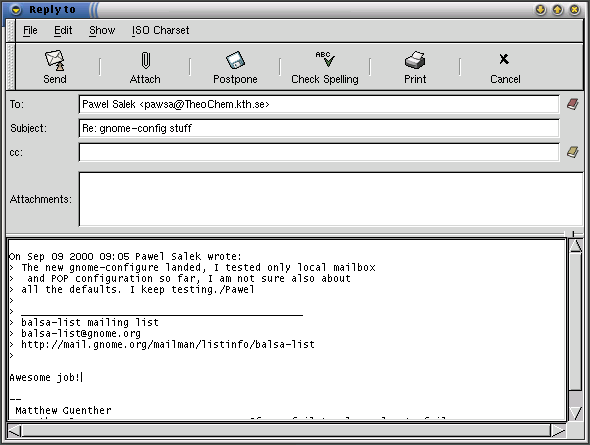 Reply to
File Edit Show ISO Charset
ABC
Send Attach Postpone Check Spelling Print Cancel
To: Pawel Salek <pawsa@TheoChem.kth.se>
Subject: Re: gnome-config stuff
cc:
Attachments:
On Sep 09 2000 09:05 Pawel Salek wrote:
> The new gnome-configure landed, I tested only local mailbox
>  and POP configuration so far, I am not sure also about
> all the defaults. I keep testing./Pawel
>
> _______________________________________________
> balsa-list mailing list
> balsa-list@gnome.org
> http://mail.gnome.org/mailman/listinfo/balsa-list
>
Awesome job!
--
Matthew Guenther